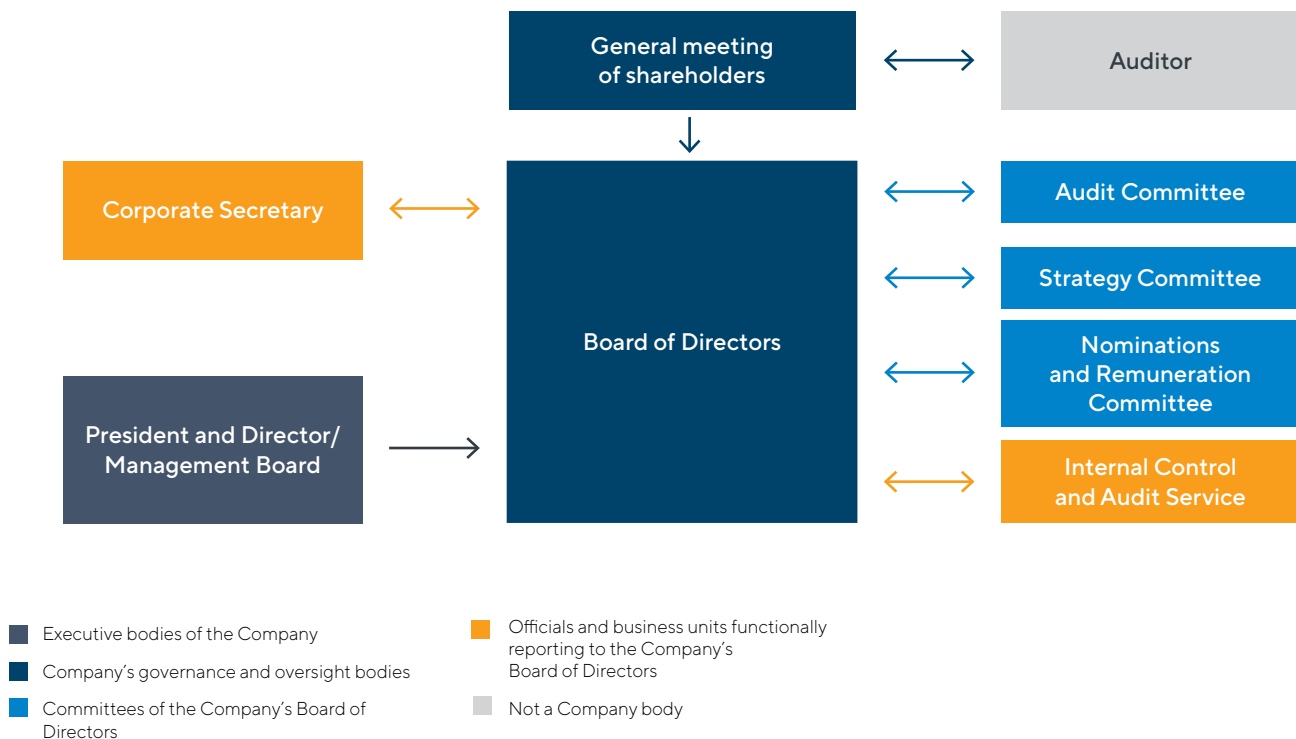 General meeting
of shareholders
Auditor
Corporate Secretary
Board of Directors
Audit Committee
Strategy Committee
Nominations
and Remuneration
Committee
President and Director/
Management Board
Internal Control
and Audit Service
Executive bodies of the Company
Company's governance and oversight bodies
Committees of the Company's Board of
Directors
Officials and business units functionally
reporting to the Company's
Board of Directors
Not a Company body